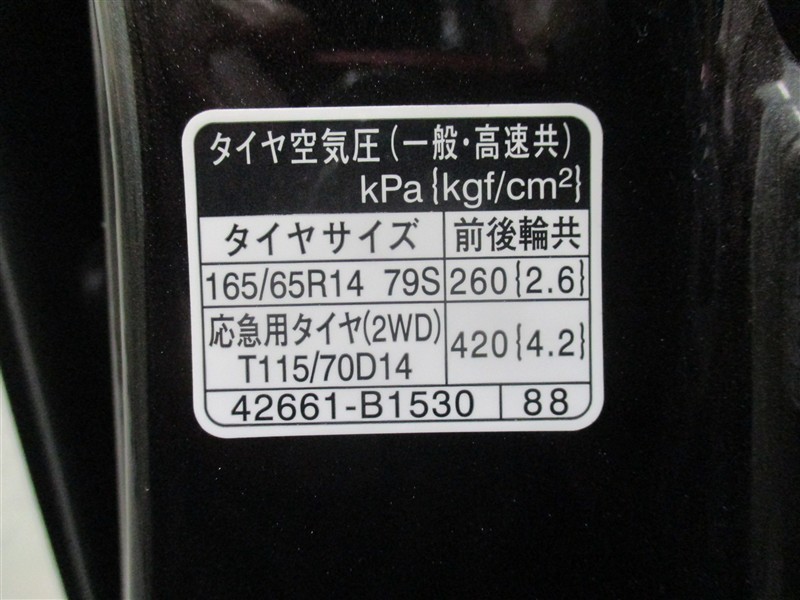 タイヤ空気圧(一般・高速共)
kPa{kgf/cm²}
タイヤサイズ 前後輪共
165/65R14 79S 260{2.6}
応急用タイヤ(2WD)
T115/70D14 420{4.2}
42661-B1530 88